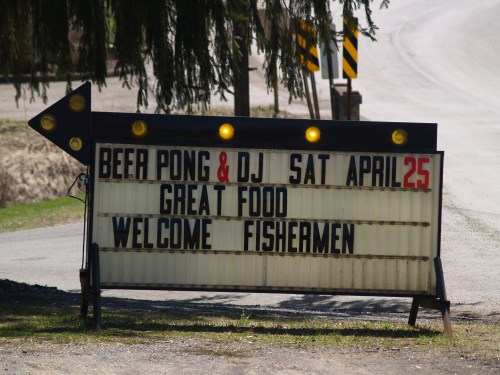 BEER PONG & DJ SAT APRIL 25
GREAT FOOD
WELCOME FISHERMEN